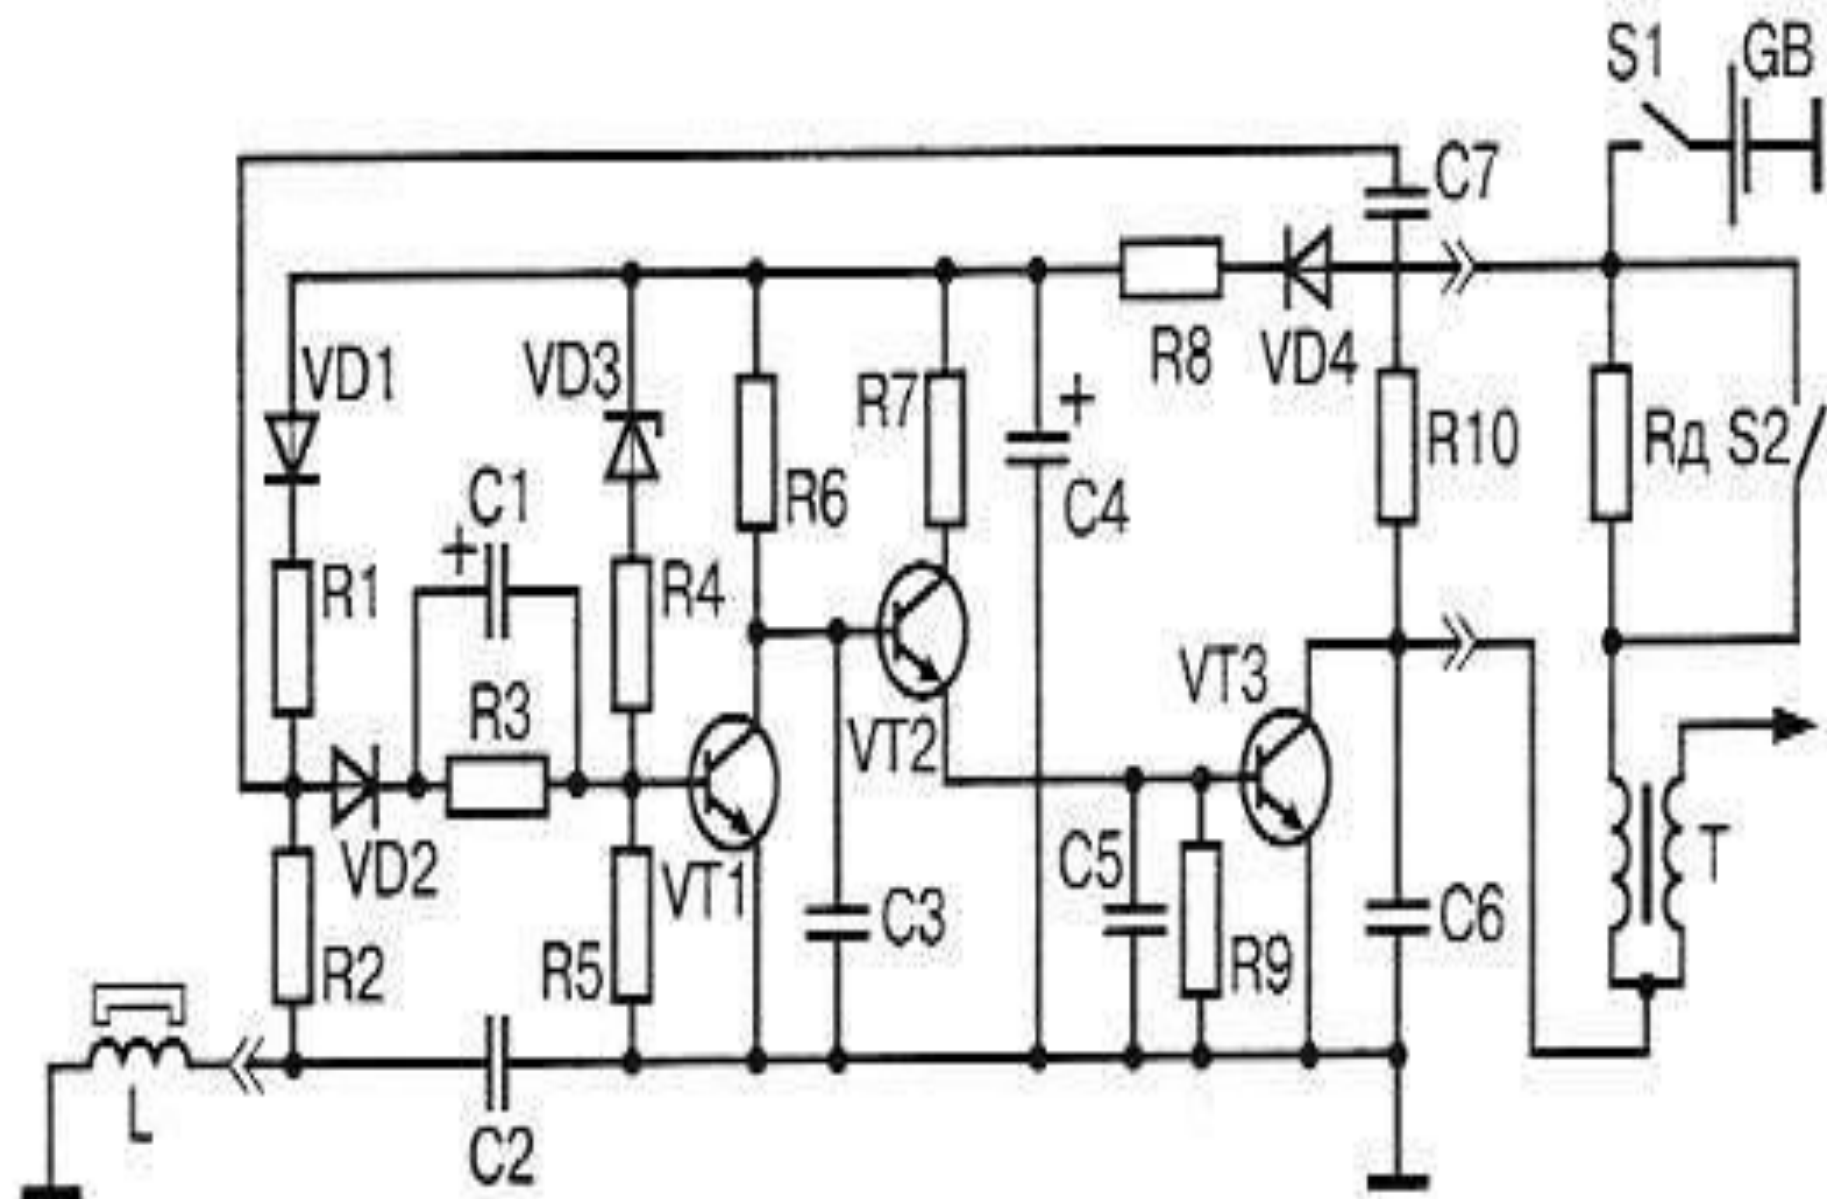 S1 GB
C7
VD1 VD3 R8 VD4
R7 +
R10 Rд S2
C1 R6 C4
+
R1 R4
R3 VT3
VT2
VD2 VT1 C5 T
C3 C6
R2 R5 R9
L
C2